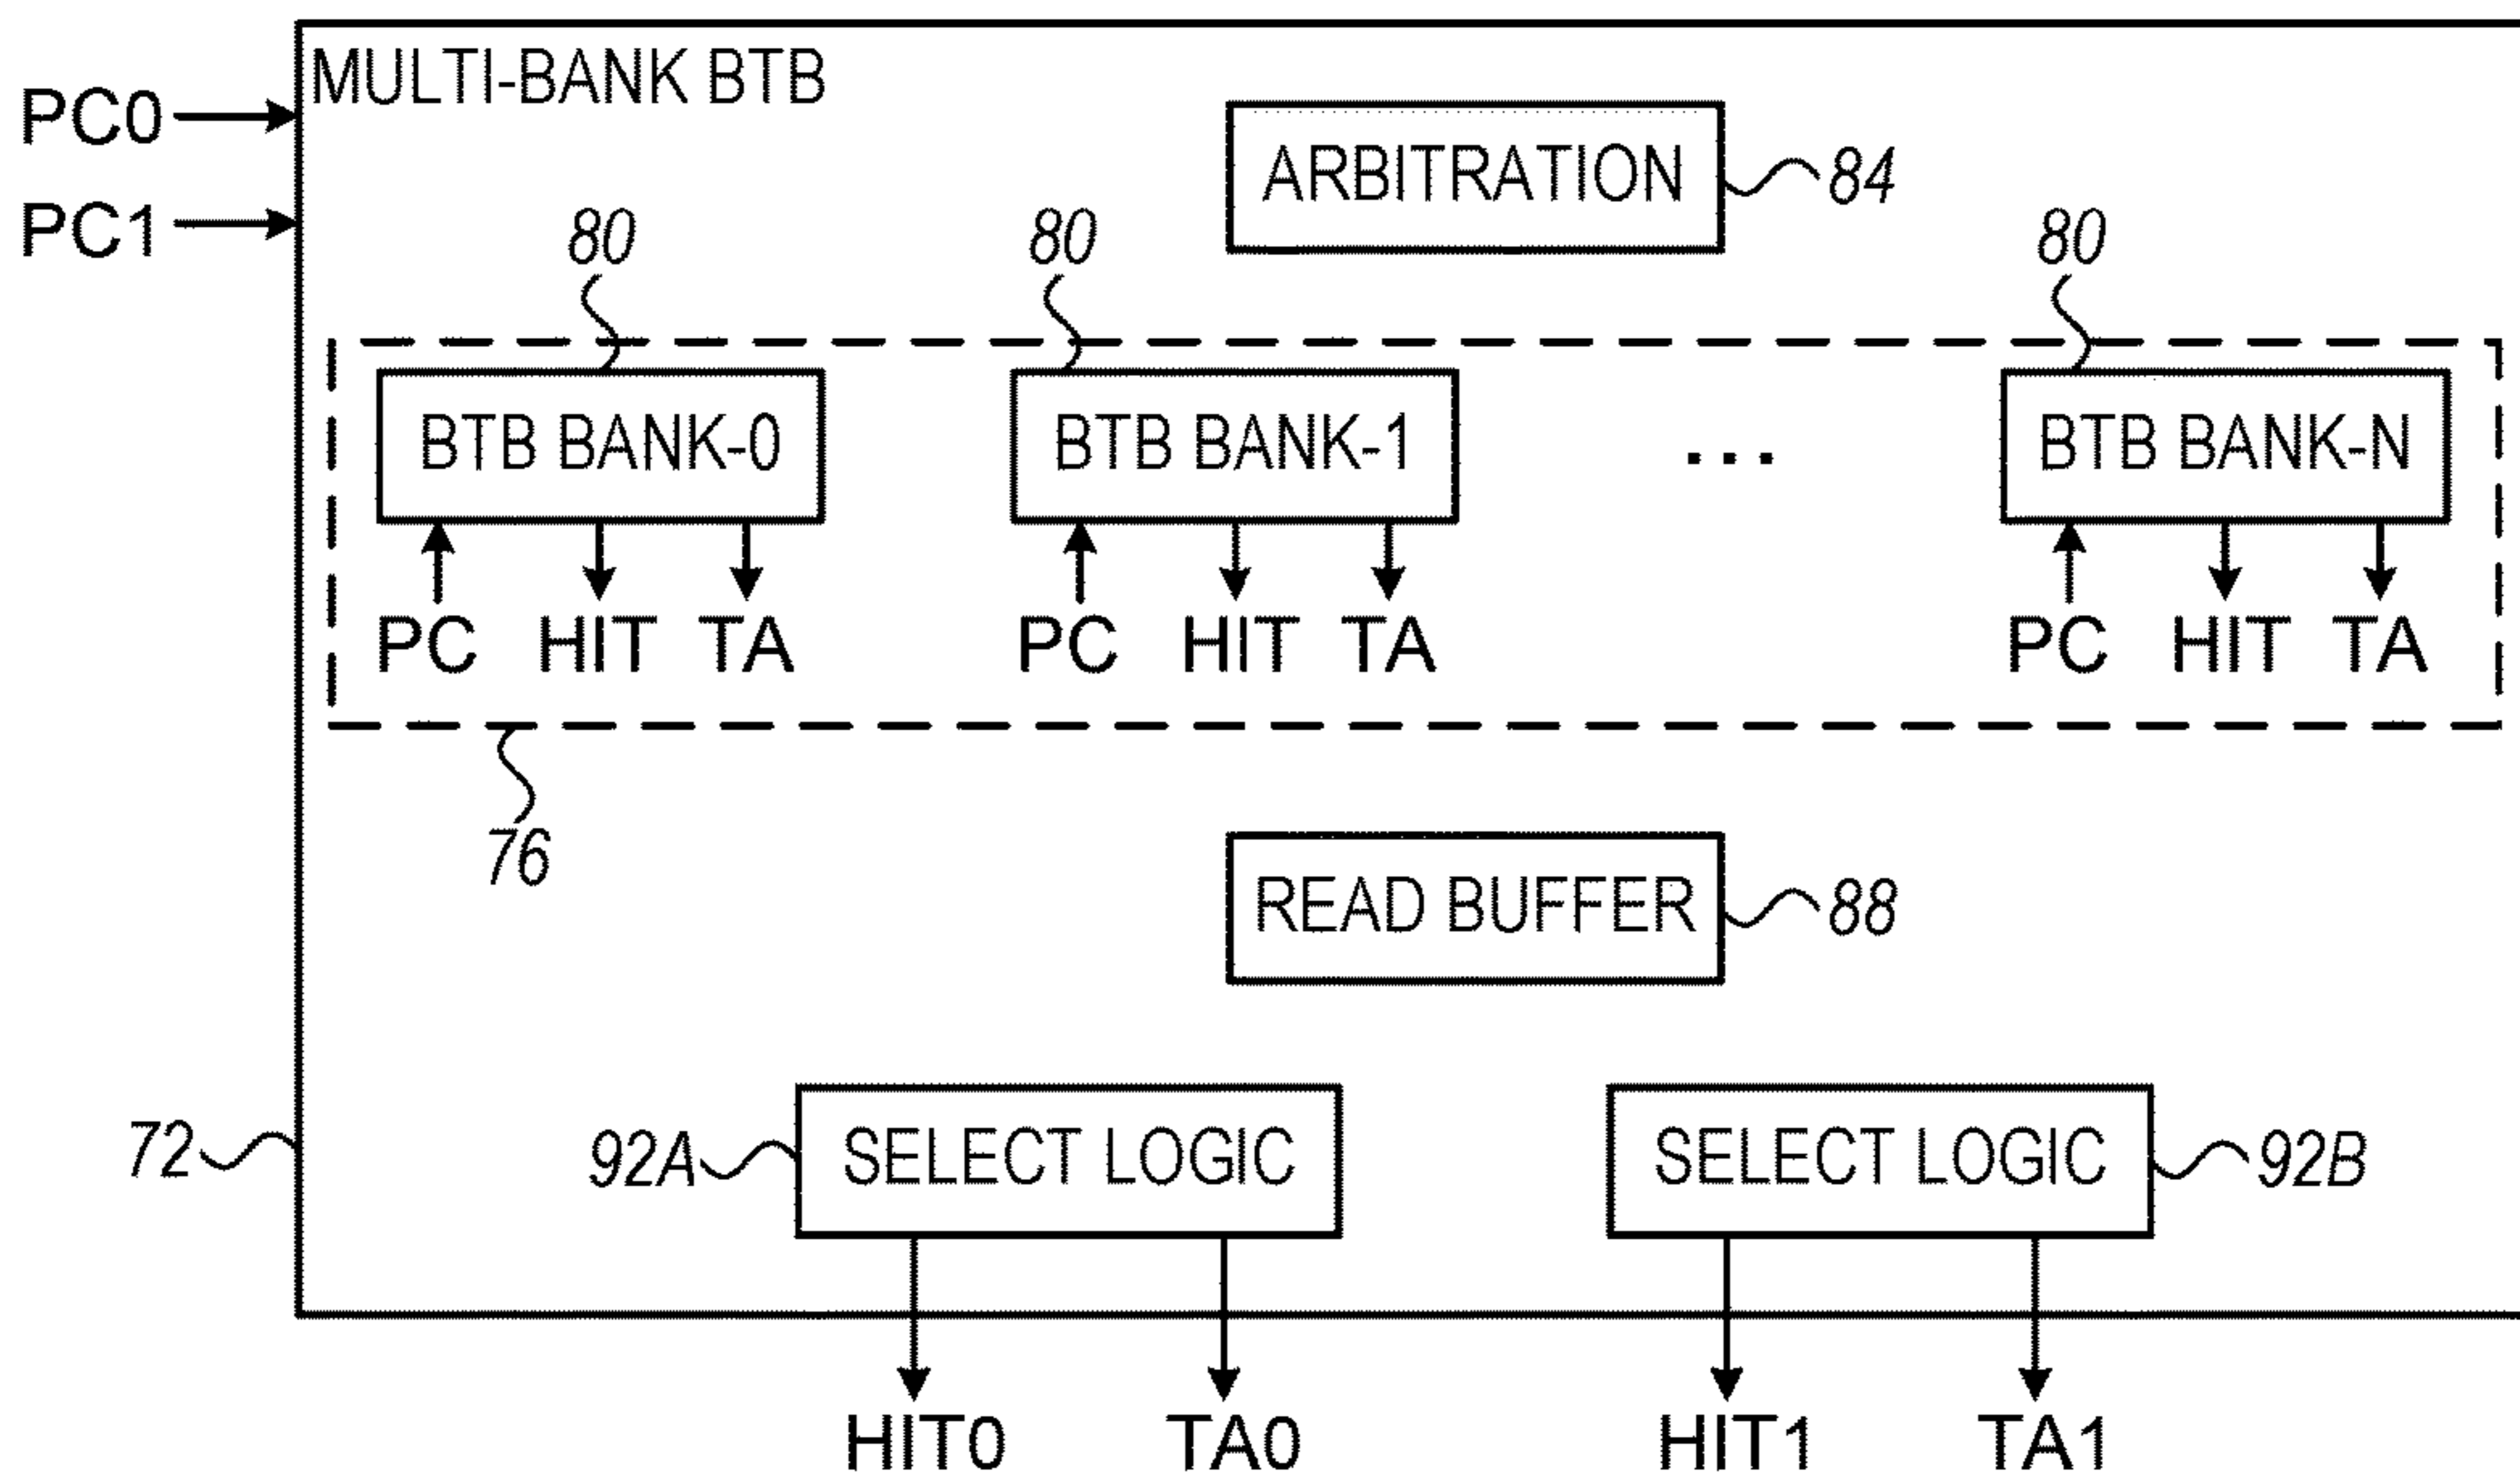 MULTI-BANK BTB
PC0
PC1
ARBITRATION 84
80 80 80
BTB BANK-0 BTB BANK-1 ... BTB BANK-N
PC HIT TA PC HIT TA PC HIT TA
76
READ BUFFER 88
72 92A SELECT LOGIC SELECT LOGIC 92B
HIT0 TA0 HIT1 TA1